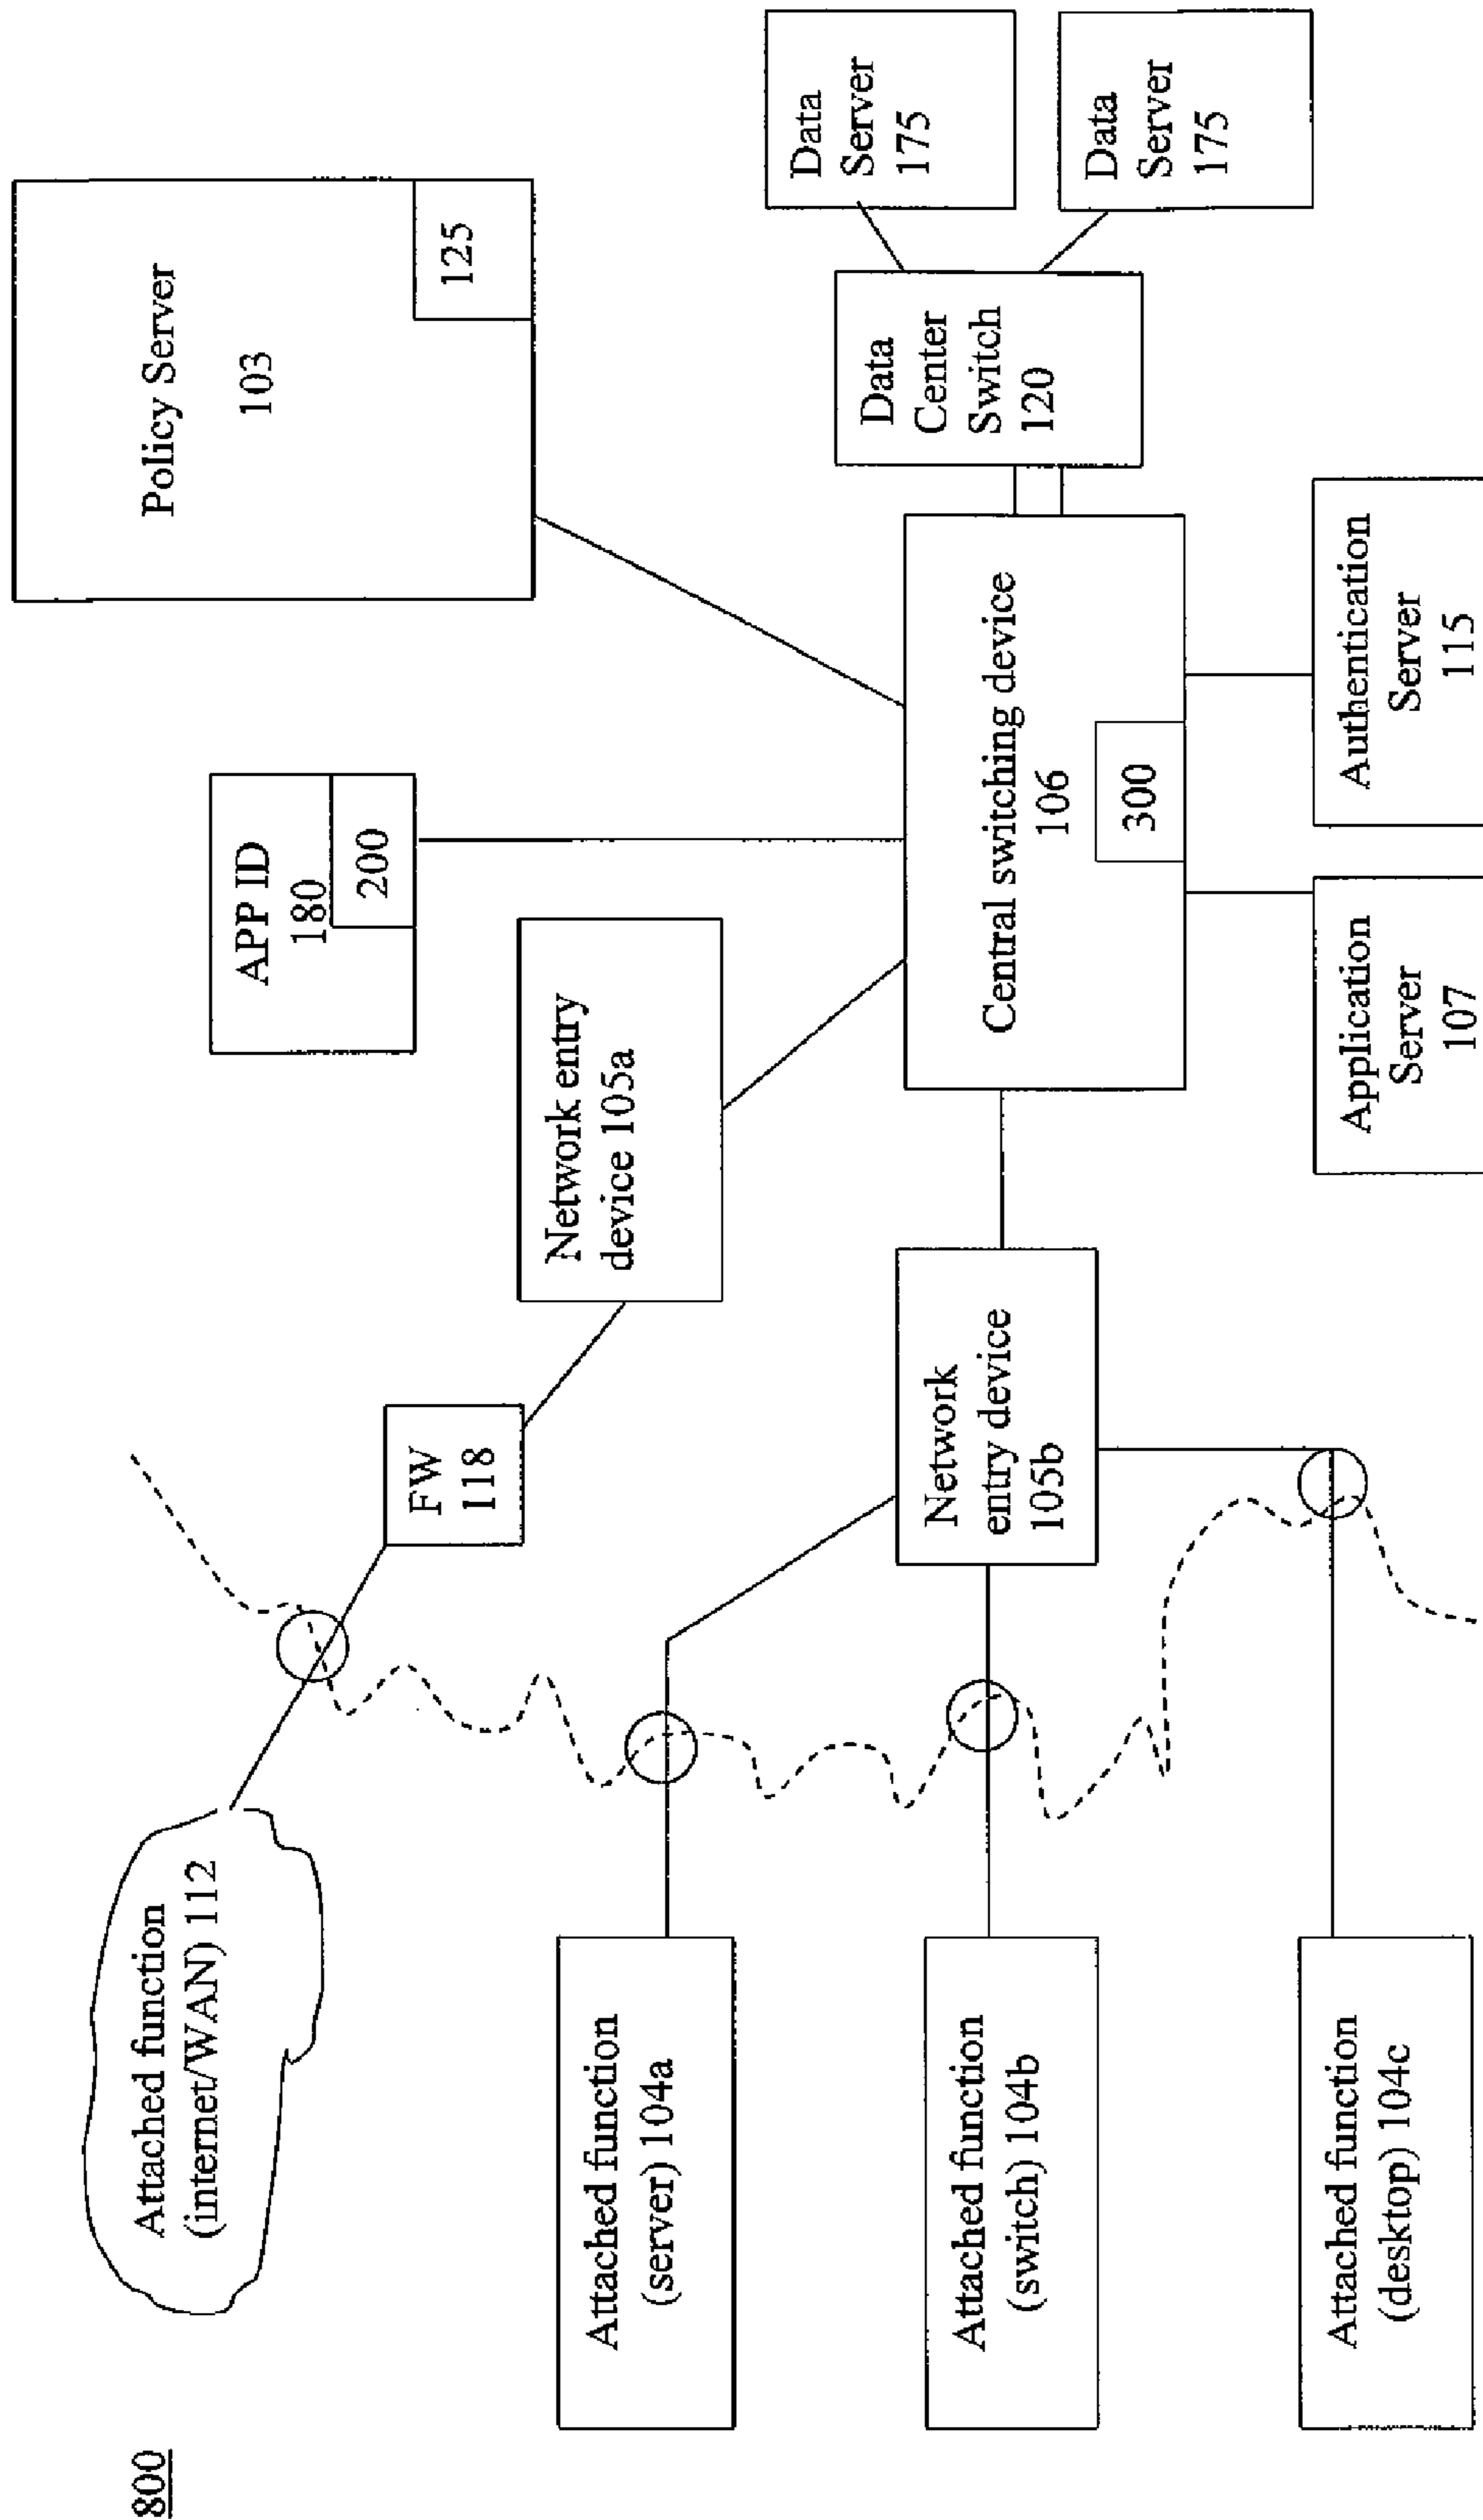 800
Attached function
(internet/WAN) 112
FW
118
APP ID
180
200
Policy Server
103
125
Network entry
device 105a
Attached function
(server) 104a
Attached function
(switch) 104b
Network
entry device
105b
Central switching device
106
300
Data
Center
Switch
120
Data
Server
175
Data
Server
175
Attached function
(desktop) 104c
Application
Server
107
Authentication
Server
115